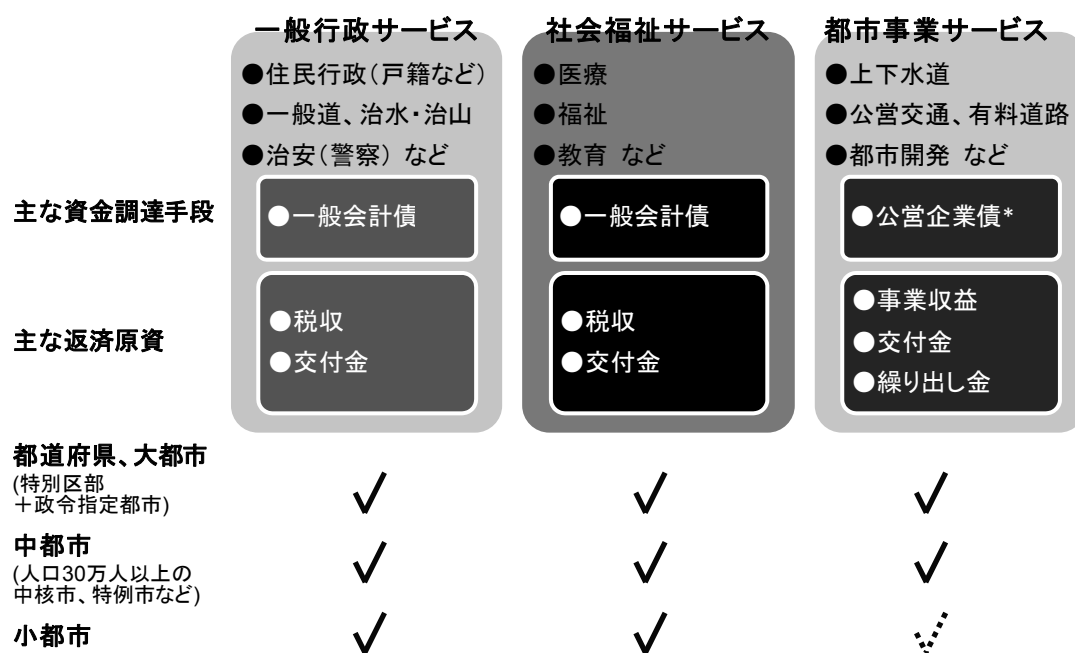 一般行政サービス
●住民行政(戸籍など)
●一般道、治水・治山
●治安(警察) など
社会福祉サービス
●医療
●福祉
●教育 など
都市事業サービス
●上下水道
●公営交通、有料道路
●都市開発 など
主な資金調達手段
●一般会計債
●一般会計債
●公営企業債*
主な返済原資
●税収
●交付金
●税収
●交付金
●事業収益
●交付金
●繰り出し金
都道府県、大都市
(特別区部
+政令指定都市)
中都市
(人口30万人以上の
中核市、特例市など)
小都市